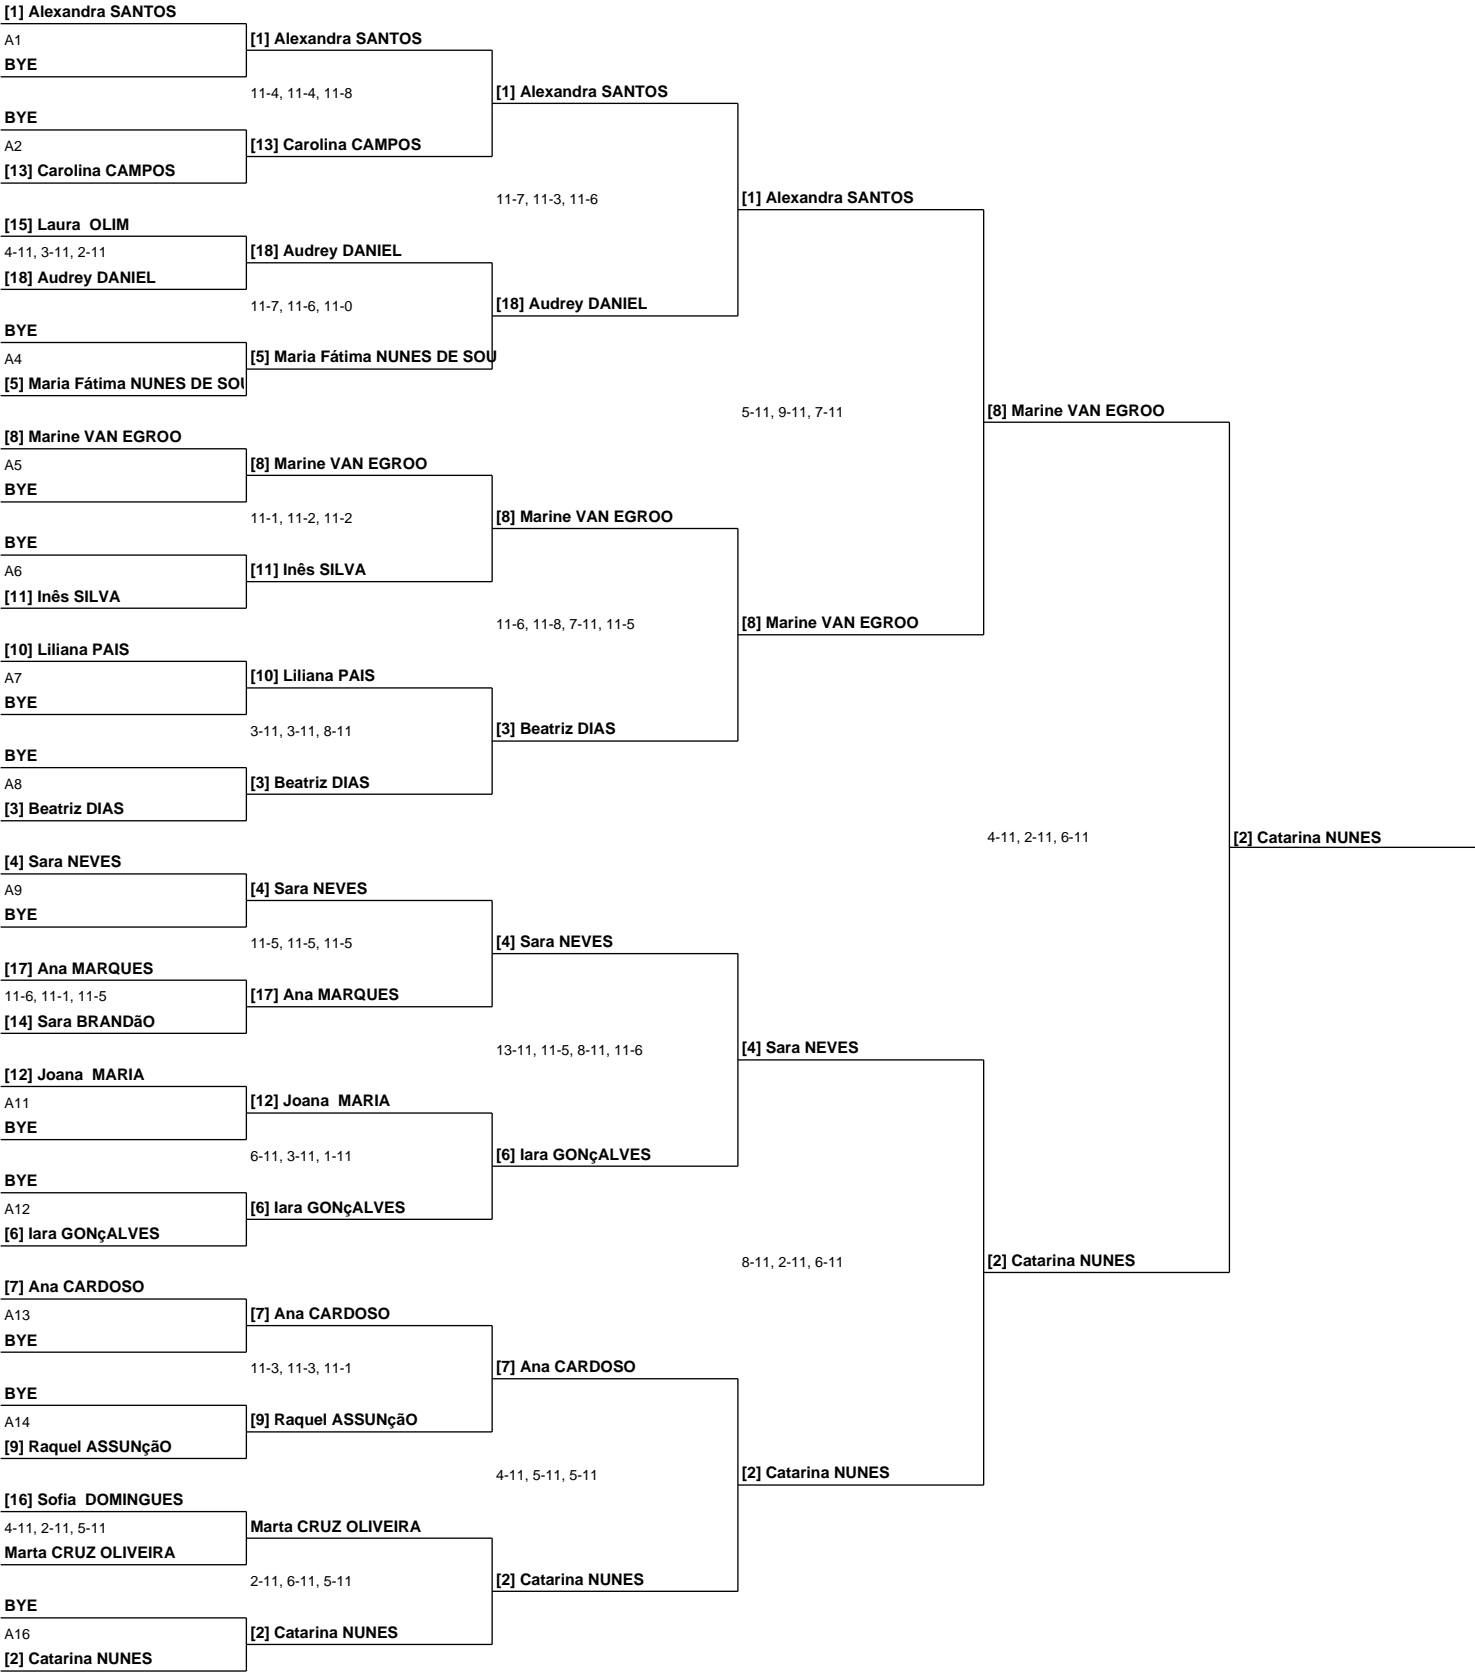 [1] Alexandra SANTOS
A1
BYE
BYE
A2
[13] Carolina CAMPOS
[15] Laura  OLIM
4-11, 3-11, 2-11
[18] Audrey DANIEL
BYE
A4
[5] Maria Fátima NUNES DE SOU
[8] Marine VAN EGROO
A5
BYE
BYE
A6
[11] Inês SILVA
[10] Liliana PAIS
A7
BYE
BYE
A8
[3] Beatriz DIAS
[4] Sara NEVES
A9
BYE
[17] Ana MARQUES
11-6, 11-1, 11-5
[14] Sara BRANDãO
[12] Joana  MARIA
A11
BYE
BYE
A12
[6] Iara GONçALVES
[7] Ana CARDOSO
A13
BYE
BYE
A14
[9] Raquel ASSUNçãO
[16] Sofia  DOMINGUES
4-11, 2-11, 5-11
Marta CRUZ OLIVEIRA
BYE
A16
[2] Catarina NUNES
[1] Alexandra SANTOS
11-4, 11-4, 11-8
[13] Carolina CAMPOS
[18] Audrey DANIEL
11-7, 11-6, 11-0
[5] Maria Fátima NUNES DE SOU
[8] Marine VAN EGROO
11-1, 11-2, 11-2
[11] Inês SILVA
[10] Liliana PAIS
3-11, 3-11, 8-11
[3] Beatriz DIAS
[4] Sara NEVES
11-5, 11-5, 11-5
[17] Ana MARQUES
[12] Joana  MARIA
6-11, 3-11, 1-11
[6] Iara GONçALVES
[7] Ana CARDOSO
11-3, 11-3, 11-1
[9] Raquel ASSUNçãO
Marta CRUZ OLIVEIRA
2-11, 6-11, 5-11
[2] Catarina NUNES
[1] Alexandra SANTOS
11-7, 11-3, 11-6
[18] Audrey DANIEL
[8] Marine VAN EGROO
11-6, 11-8, 7-11, 11-5
[3] Beatriz DIAS
[4] Sara NEVES
13-11, 11-5, 8-11, 11-6
[6] Iara GONçALVES
[7] Ana CARDOSO
4-11, 5-11, 5-11
[2] Catarina NUNES
[1] Alexandra SANTOS
5-11, 9-11, 7-11
[8] Marine VAN EGROO
[4] Sara NEVES
8-11, 2-11, 6-11
[2] Catarina NUNES
[8] Marine VAN EGROO
4-11, 2-11, 6-11
[2] Catarina NUNES
[2] Catarina NUNES